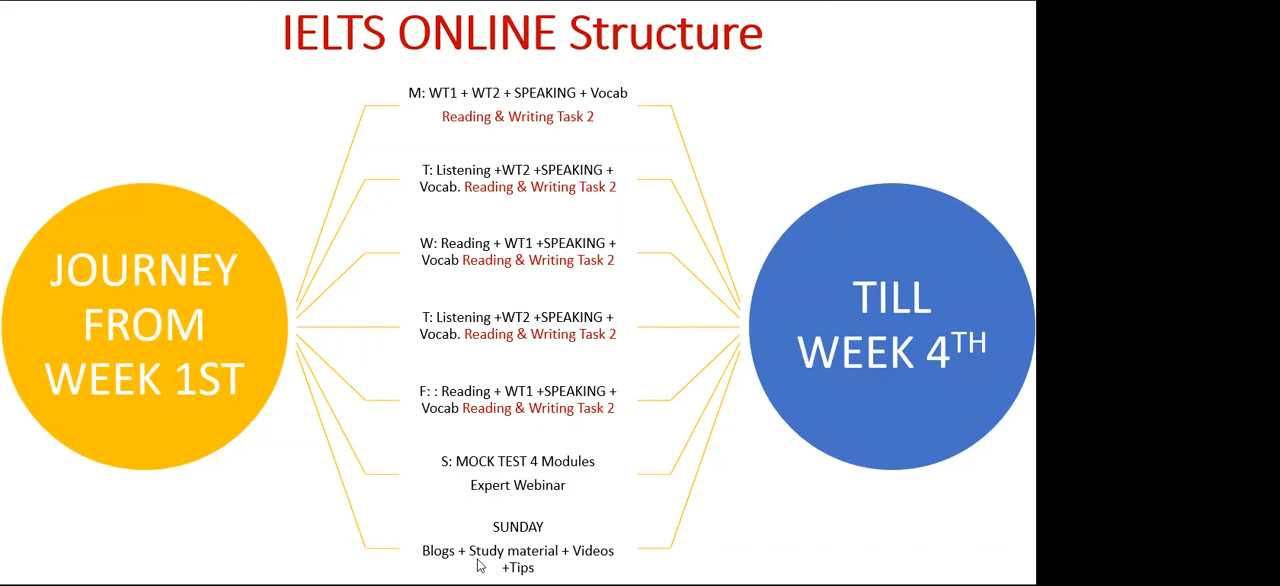 IELTS ONLINE Structure
JOURNEY
FROM
WEEK 1ST
M: WT1 + WT2 + SPEAKING + Vocab
Reading & Writing Task 2
T: Listening +WT2 +SPEAKING +
Vocab. Reading & Writing Task 2
W: Reading + WT1 +SPEAKING +
Vocab Reading & Writing Task 2
T: Listening +WT2 +SPEAKING +
Vocab. Reading & Writing Task 2
F: : Reading + WT1 +SPEAKING +
Vocab Reading & Writing Task 2
S: MOCK TEST 4 Modules
Expert Webinar
SUNDAY
Blogs + Study material + Videos
+Tips
TILL
WEEK 4TH